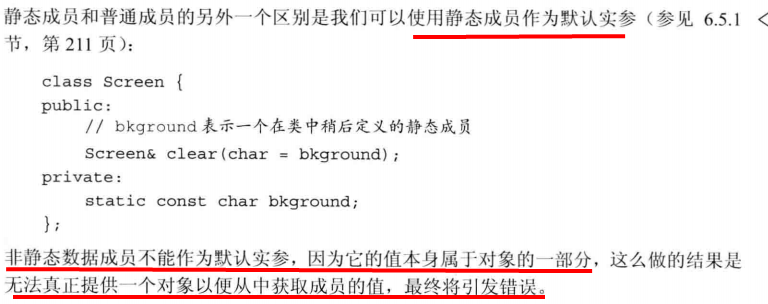 静态成员和普通成员的另外一个区别是我们可以使用静态成员作为默认实参（参见 6.5.1 <
节，第 211 页）：
class Screen {
public:
// bkground 表示一个在类中稍后定义的静态成员
Screen& clear(char = bkground);
private:
static const char bkground;
};
非静态数据成员不能作为默认实参，因为它的值本身属于对象的一部分，这么做的结果是
无法真正提供一个对象以便从中获取成员的值，最终将引发错误。